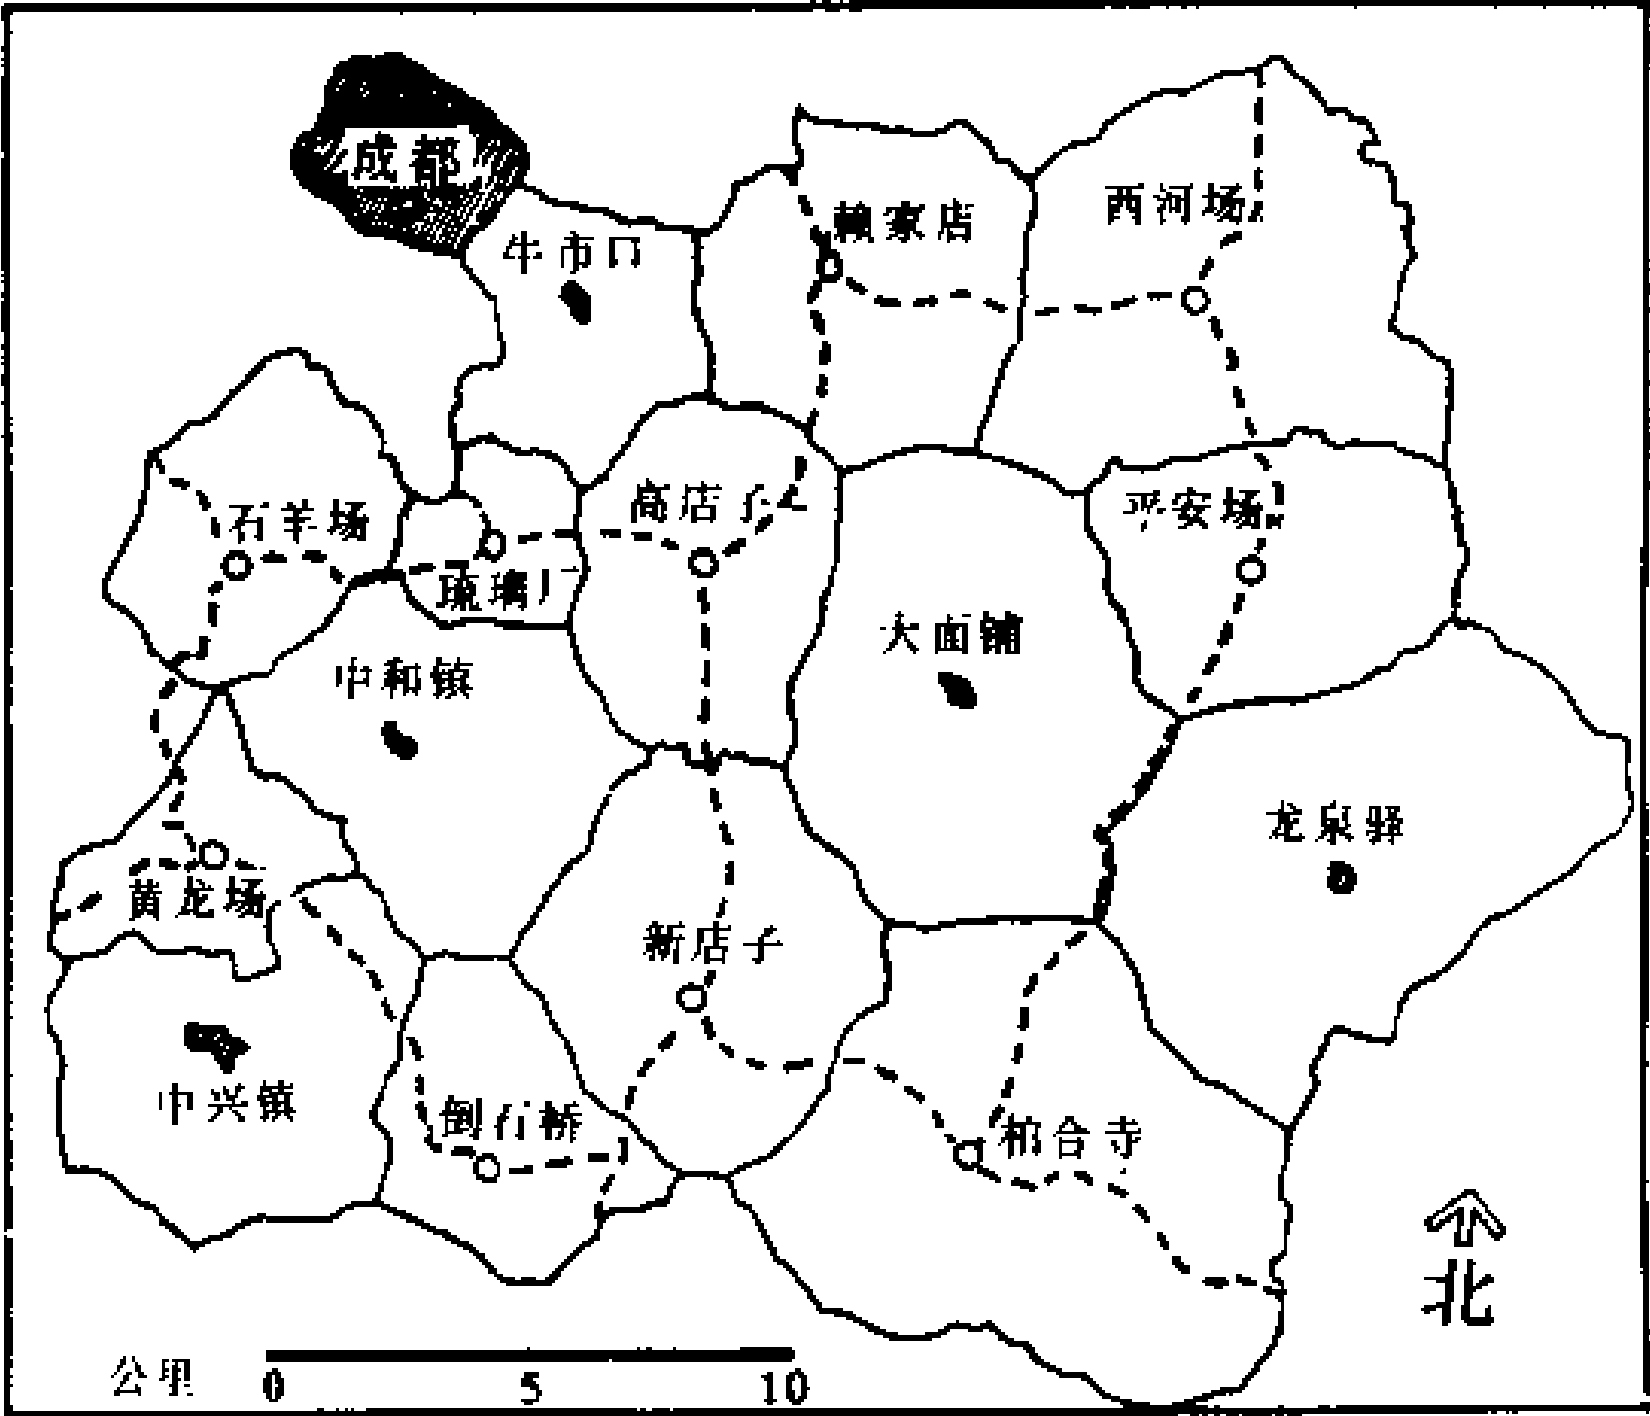 成都
西河场
赖家店
牛市口
高店子
石羊场
平安场
琉璃厂
大面铺
中和镇
龙泉驿
黄龙场
新店子
中兴镇
倒石桥
柏合寺
北
公里 0 5 10